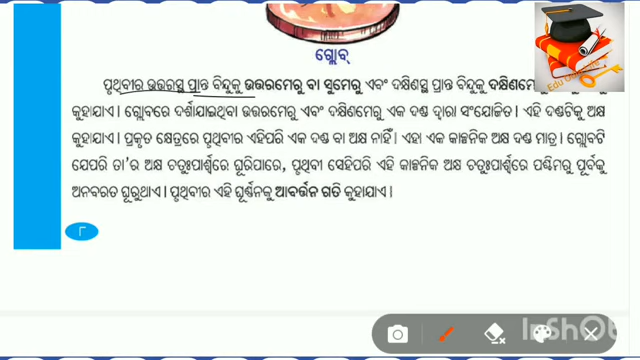 ଗ୍ଲୋବ୍
ପୃଥିବୀର ଉତ୍ତରସ୍ଥ ପ୍ରାନ୍ତ ବିନ୍ଦୁକୁ ଉତ୍ତରମେରୁ ବା ସୁମେରୁ ଏବଂ ଦକ୍ଷିଣସ୍ଥ ପ୍ରାନ୍ତ ବିନ୍ଦୁକୁ ଦକ୍ଷିଣମେରୁ
କୁହାଯାଏ। ଗ୍ଲୋବରେ ଦର୍ଶାଯାଇଥିବା ଉତ୍ତରମେରୁ ଏବଂ ଦକ୍ଷିଣମେରୁ ଏକ ଦଣ୍ଡ ଦ୍ୱାରା ସଂଯୋଜିତ। ଏହି ଦଣ୍ଡଟିକୁ ଅକ୍ଷ
କୁହାଯାଏ। ପ୍ରକୃତ କ୍ଷେତ୍ରରେ ପୃଥିବୀର ଏହିପରି ଏକ ଦଣ୍ଡ ବା ଅକ୍ଷ ନାହିଁ। ଏହା ଏକ କାଳ୍ପନିକ ଅକ୍ଷ ଦଣ୍ଡ ମାତ୍ର। ଗ୍ଲୋବଟି
ଯେପରି ତା'ର ଅକ୍ଷ ଚତୁଃପାର୍ଶ୍ୱରେ ଘୂରିପାରେ, ପୃଥିବୀ ସେହିପରି ଏହି କାଳ୍ପନିକ ଅକ୍ଷ ଚତୁଃପାର୍ଶ୍ୱରେ ପଶ୍ଚିମରୁ ପୂର୍ବକୁ
ଅନବରତ ଘୂରୁଥାଏ। ପୃଥିବୀର ଏହି ଘୂର୍ଣ୍ଣନକୁ ଆବର୍ତ୍ତନ ଗତି କୁହାଯାଏ।
୮
InShOt